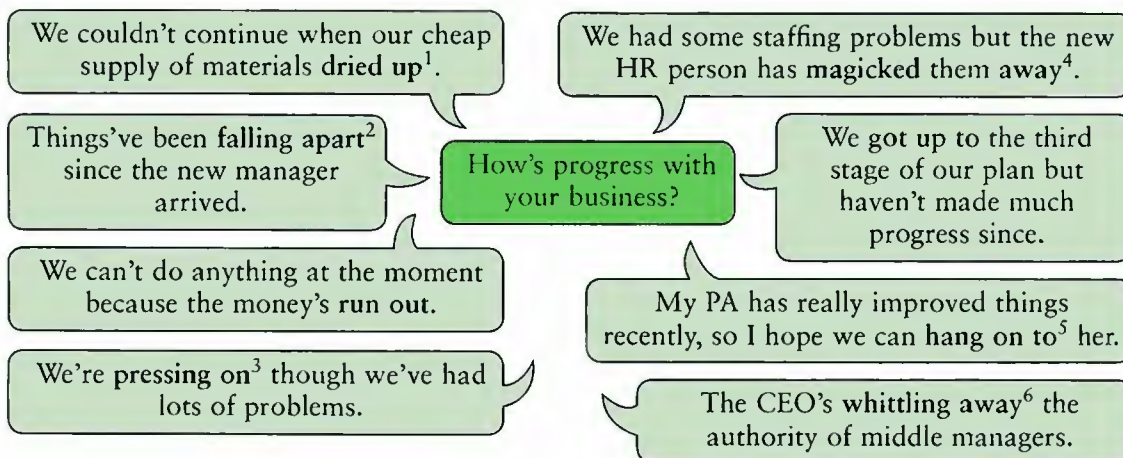 We couldn't continue when our cheap
supply of materials dried up¹.
Things've been falling apart²
since the new manager
arrived.
We can't do anything at the moment
because the money's run out.
We're pressing on³ though we've had
lots of problems.
How's progress with
your business?
We had some staffing problems but the new
HR person has magicked them away⁴.
We got up to the third
stage of our plan but
haven't made much
progress since.
My PA has really improved things
recently, so I hope we can hang on to⁵ her.
The CEO's whittling away⁶ the
authority of middle managers.